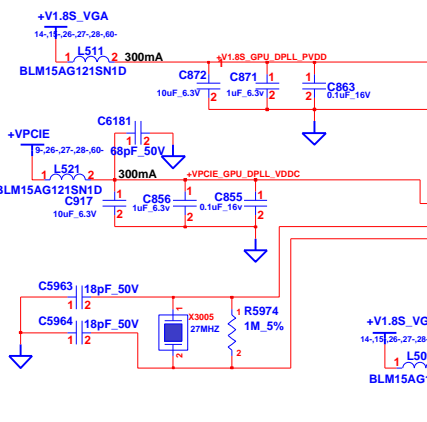 +V1.8S_VGA
14-,15-,26-,27-,28-,60-
L511
1 2 300mA
BLM15AG121SN1D
+V1.8S_GPU_DPLL_PVDD
C872 1 2
10uF_6.3V
C871 1 2
1uF_6.3v
1 2 C863
0.1uF_16V
C6181
1 2
68pF_50V
+VPCIE
9-,26-,27-,28-,60-
L521
1 2 300mA
BLM15AG121SN1D
+VPCIE_GPU_DPLL_VDDC
C917 1 2
10uF_6.3V
C856 1 2
1uF_6.3v
C855 1 2
0.1uF_16v
C5963 18pF_50V
1 2
C5964 18pF_50V
1 2
1
X3005
27MHZ
2
1
R5974
1M_5%
2
+V1.8S_VG
14-,15-,26-,27-,28-
L50
1
BLM15AG